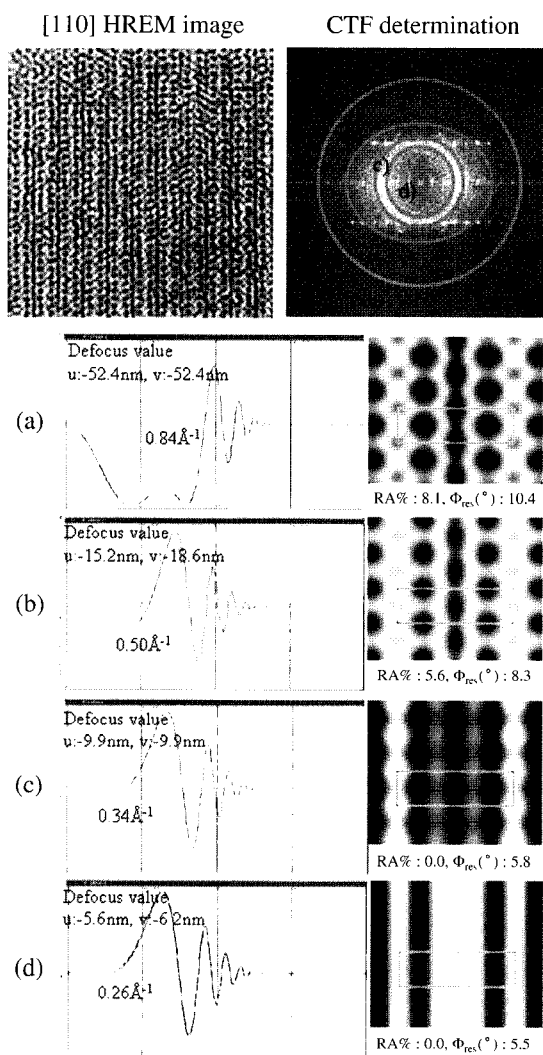 [110] HREM image
CTF determination
c)
d)
(a)
Defocus value
u:-52.4nm, v:-52.4nm
0.84Å⁻¹
RA% : 8.1, Φres(°) : 10.4
(b)
Defocus value
u:-15.2nm, v:-18.6nm
0.50Å⁻¹
RA% : 5.6, Φres(°) : 8.3
(c)
Defocus value
u:-9.9nm, v:-9.9nm
0.34Å⁻¹
RA% : 0.0, Φres(°) : 5.8
(d)
Defocus value
u:-5.6nm, v:-6.2nm
0.26Å⁻¹
RA% : 0.0, Φres(°) : 5.5